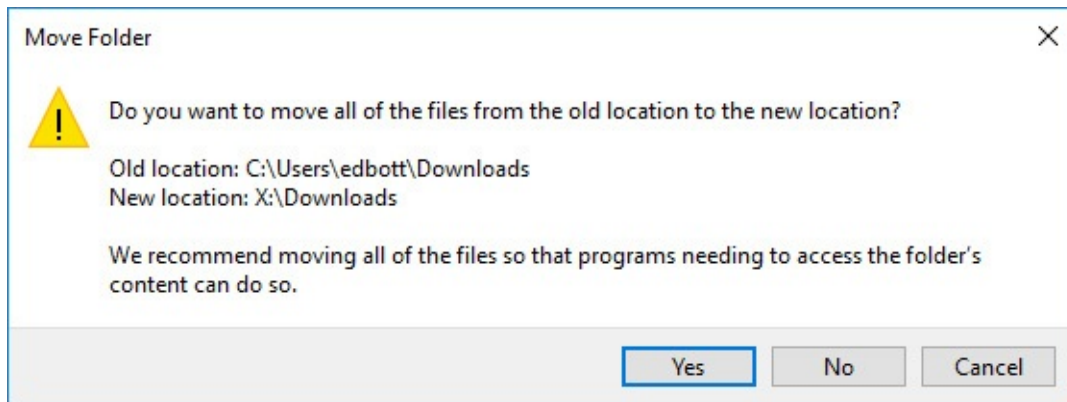 Move Folder
Do you want to move all of the files from the old location to the new location?
Old location: C:\Users\edbott\Downloads
New location: X:\Downloads
We recommend moving all of the files so that programs needing to access the folder's
content can do so.
Yes No Cancel